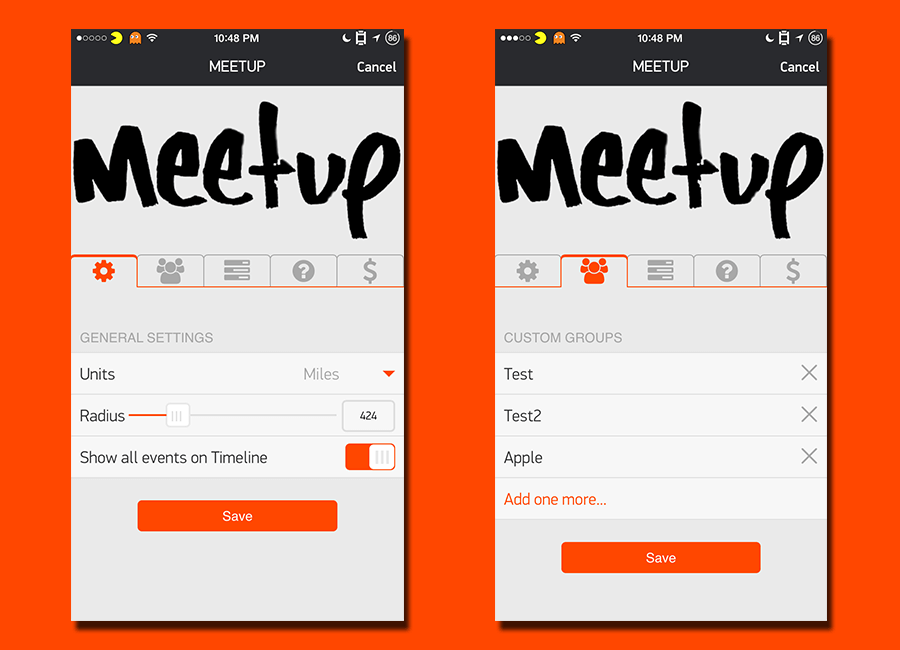 10:48 PM
86
MEETUP
Cancel
Meetup
GENERAL SETTINGS
Units
Miles
Radius
424
Show all events on Timeline
Save
10:48 PM
86
MEETUP
Cancel
Meetup
CUSTOM GROUPS
Test
Test2
Apple
Add one more...
Save